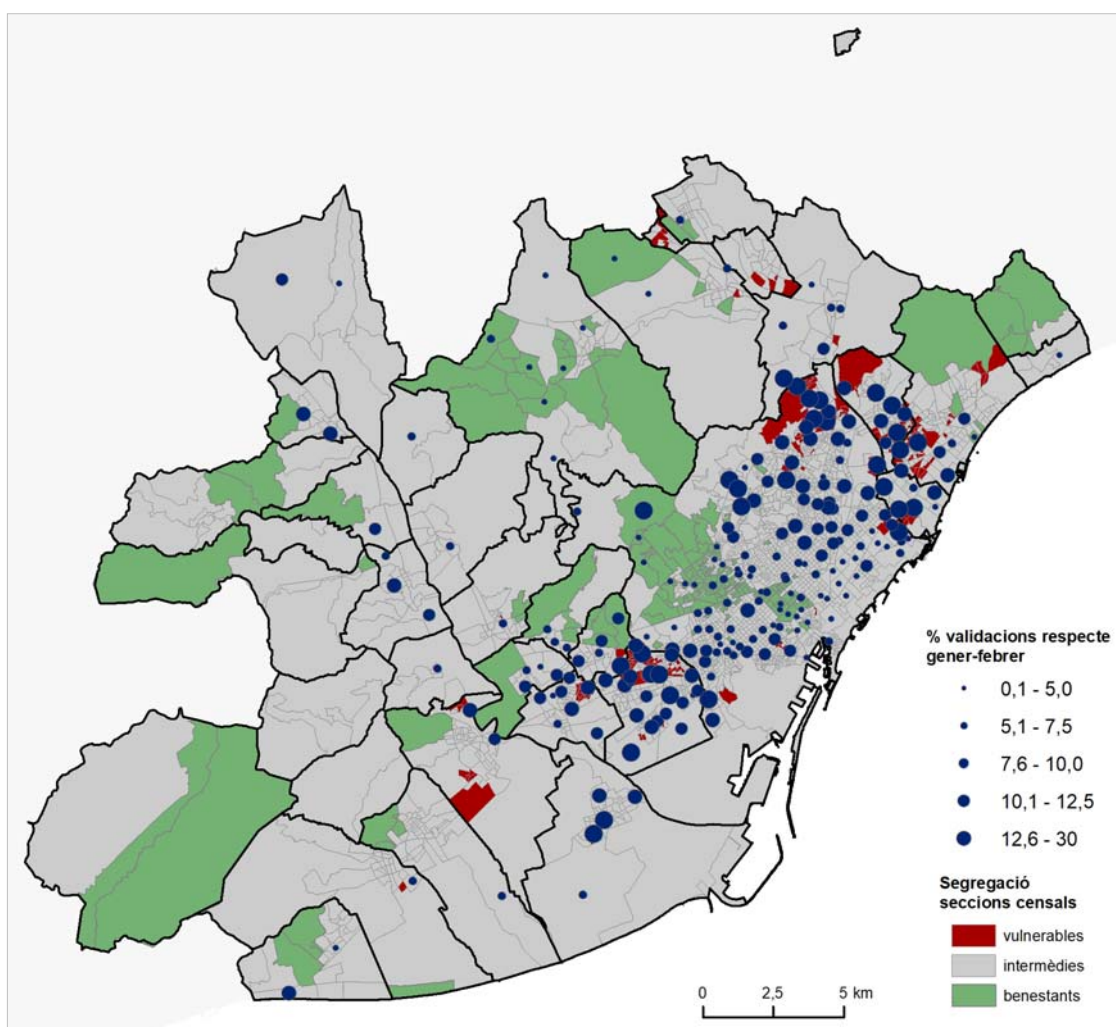 % validacions respecte
gener-febrer
0,1 - 5,0
5,1 - 7,5
7,6 - 10,0
10,1 - 12,5
12,6 - 30
Segregació
seccions censals
vulnerables
intermèdies
benestants
0 2,5 5 km